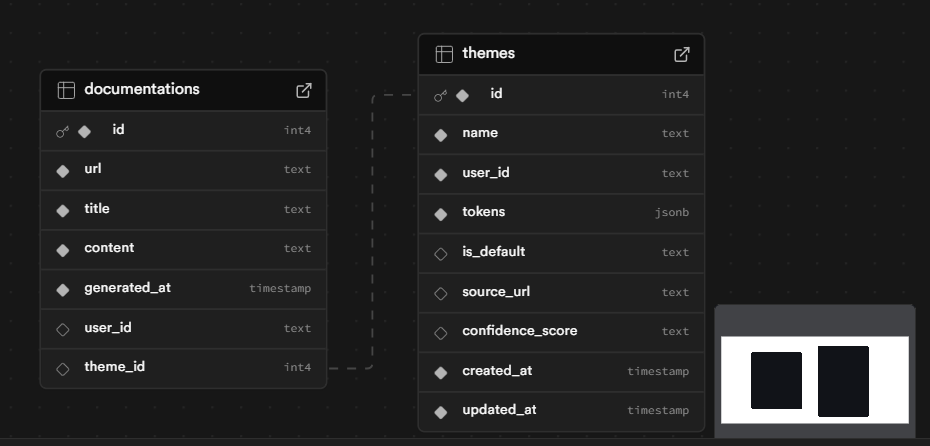 documentations
id int4
url text
title text
content text
generated_at timestamp
user_id text
theme_id int4
themes
id int4
name text
user_id text
tokens jsonb
is_default text
source_url text
confidence_score text
created_at timestamp
updated_at timestamp